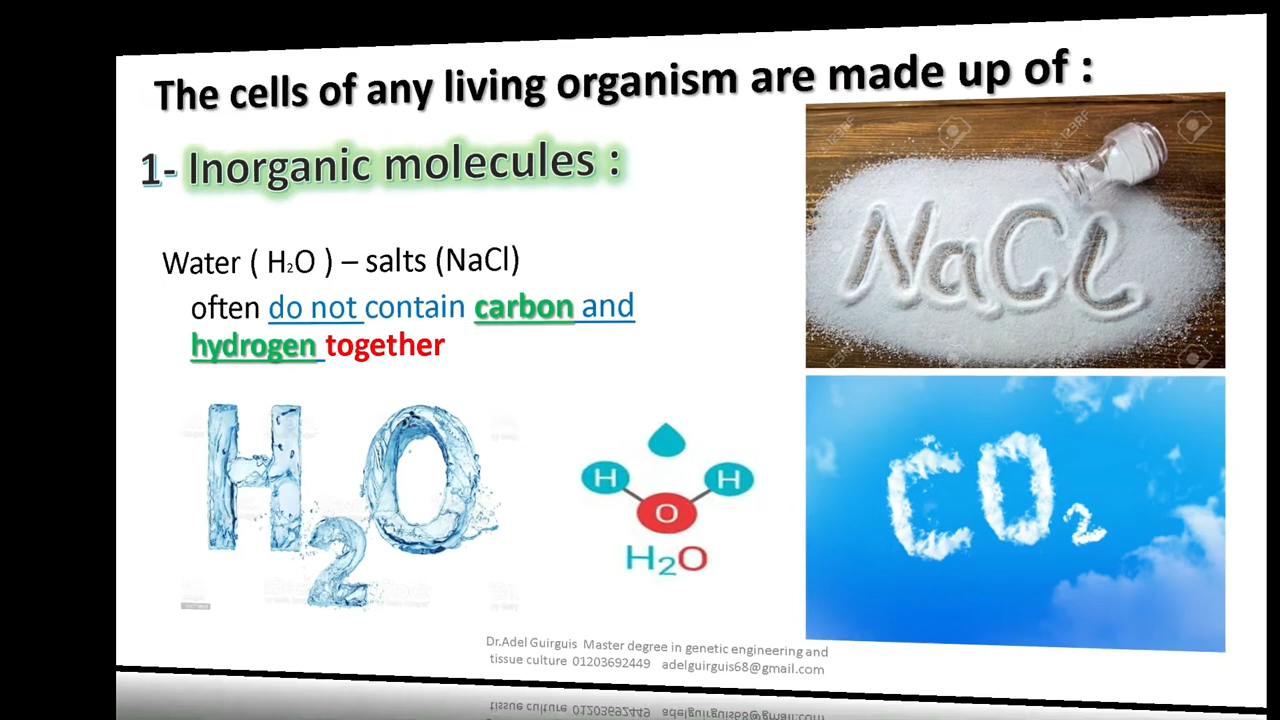 The cells of any living organism are made up of :
1- Inorganic molecules :
Water ( H₂O ) – salts (NaCl)
often do not contain carbon and
hydrogen together
NaCl
123RF
123RF
H₂O
H
H
O
H₂O
CO₂
Dr.Adel Guirguis Master degree in genetic engineering and
tissue culture 01203692449 adelguirguis68@gmail.com